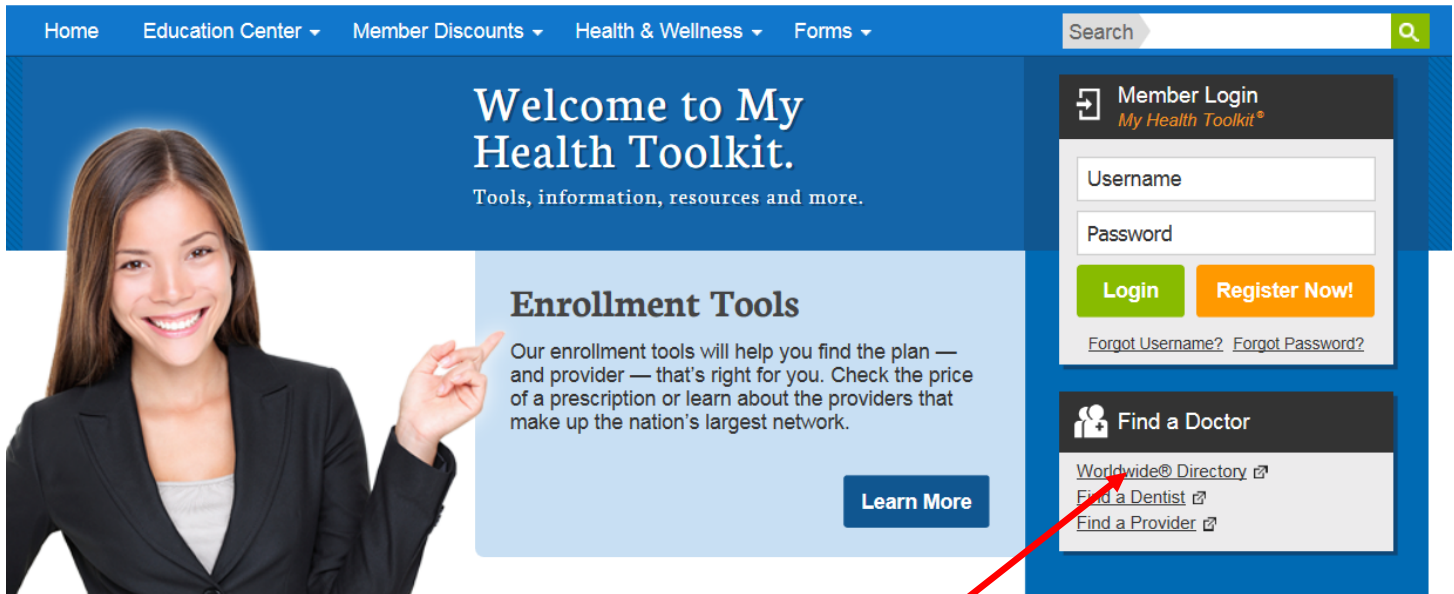 Home Education Center Member Discounts Health & Wellness Forms Search
Welcome to My
Health Toolkit.
Tools, information, resources and more.
Member Login
My Health Toolkit®
Username
Password
Login Register Now!
Forgot Username? Forgot Password?
Enrollment Tools
Our enrollment tools will help you find the plan —
and provider — that's right for you. Check the price
of a prescription or learn about the providers that
make up the nation's largest network.
Learn More
Find a Doctor
Worldwide® Directory
Find a Dentist
Find a Provider